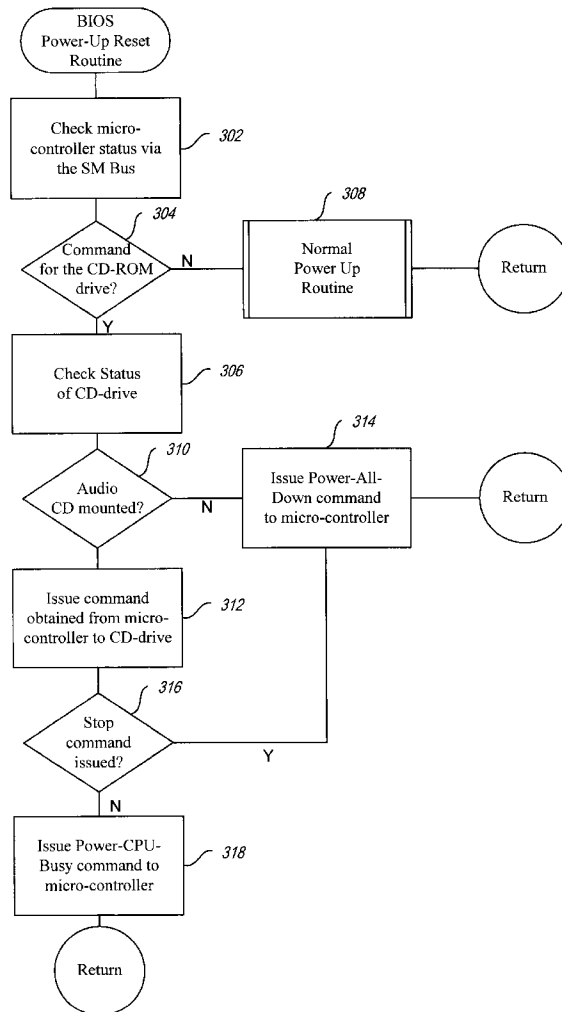 BIOS
Power-Up Reset
Routine
Check micro-
controller status via
the SM Bus
302
304
Command
for the CD-ROM
drive?
N
308
Normal
Power Up
Routine
Return
Y
Check Status
of CD-drive
306
310
Audio
CD mounted?
N
314
Issue Power-All-
Down command
to micro-controller
Return
Issue command
obtained from micro-
controller to CD-drive
312
316
Stop
command
issued?
Y
N
Issue Power-CPU-
Busy command to
micro-controller
318
Return